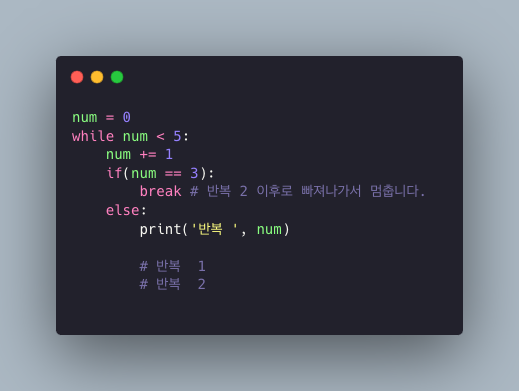 num = 0
while num < 5:
    num += 1
    if(num == 3):
        break # 반복 2 이후로 빠져나가서 멈춥니다.
    else:
        print('반복 ', num)

        # 반복  1
        # 반복  2